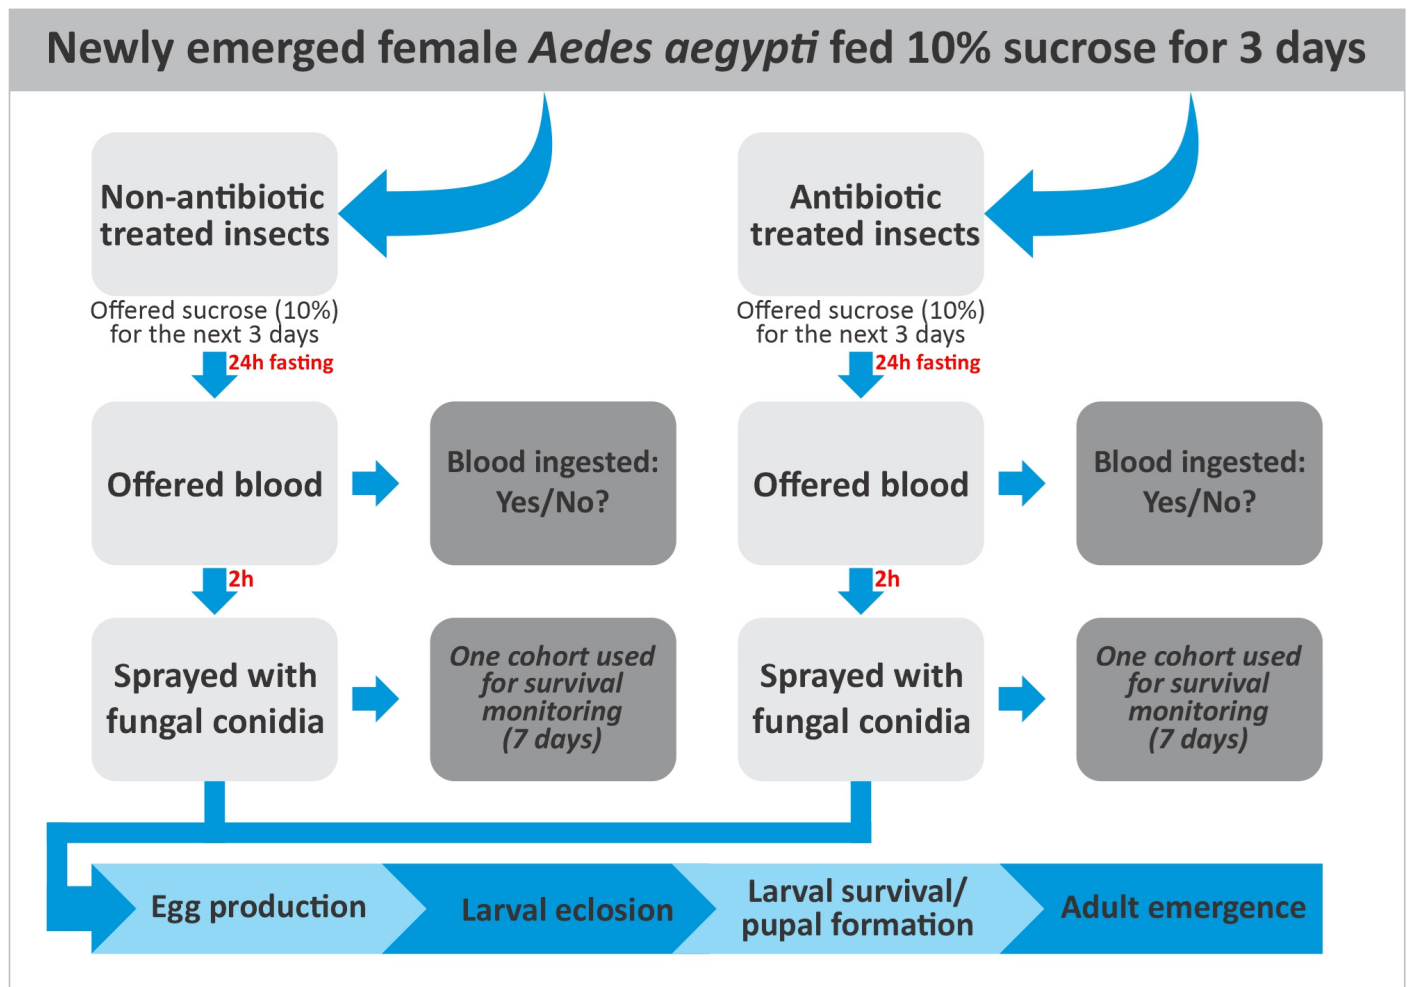 Newly emerged female Aedes aegypti fed 10% sucrose for 3 days
Non-antibiotic
treated insects
Offered sucrose (10%)
for the next 3 days
24h fasting
Offered blood
Blood ingested:
Yes/No?
2h
Sprayed with
fungal conidia
One cohort used
for survival
monitoring
(7 days)
Antibiotic
treated insects
Offered sucrose (10%)
for the next 3 days
24h fasting
Offered blood
Blood ingested:
Yes/No?
2h
Sprayed with
fungal conidia
One cohort used
for survival
monitoring
(7 days)
Egg production
Larval eclosion
Larval survival/
pupal formation
Adult emergence